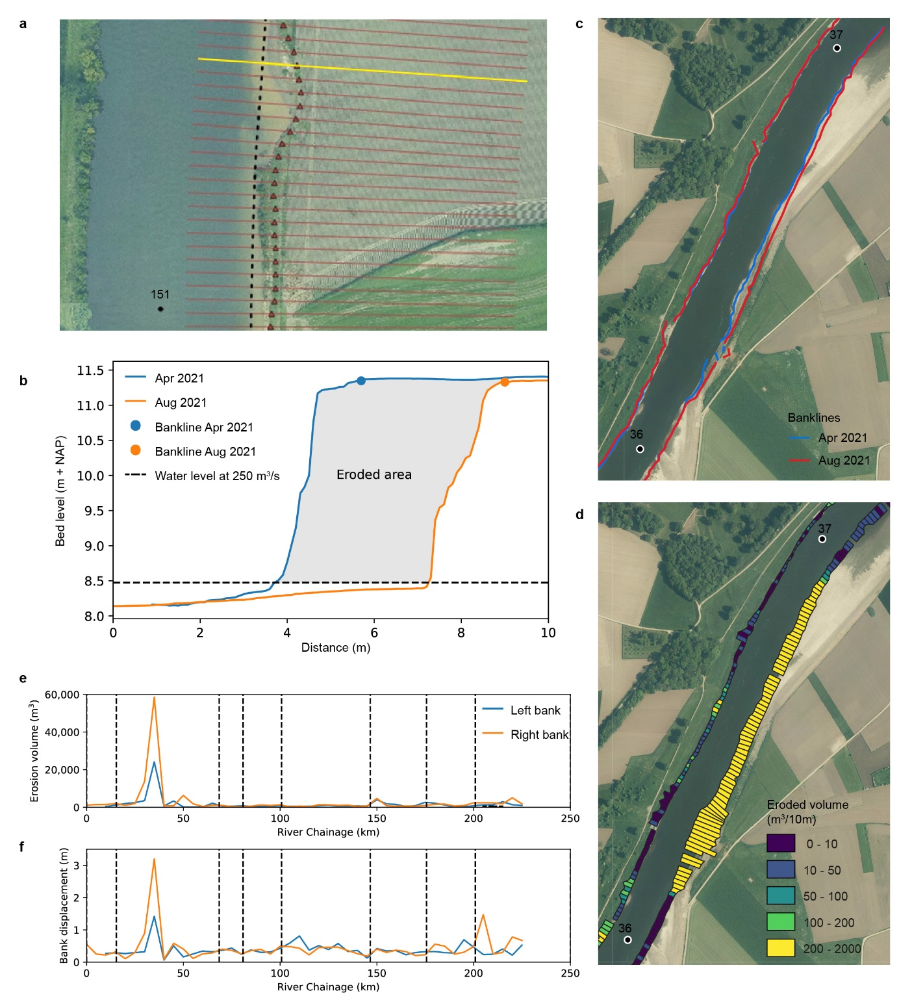 a
151
b
11.5
11.0
10.5
10.0
9.5
9.0
8.5
8.0
Bed level (m + NAP)
Apr 2021
Aug 2021
Bankline Apr 2021
Bankline Aug 2021
Water level at 250 m³/s
Eroded area
0 2 4 6 8 10
Distance (m)
c
37
36
Banklines
Apr 2021
Aug 2021
d
37
36
Eroded volume
(m³/10m)
0 - 10
10 - 50
50 - 100
100 - 200
200 - 2000
e
60,000
40,000
20,000
0
Erosion volume (m³)
Left bank
Right bank
0 50 100 150 200 250
River Chainage (km)
f
3
2
1
0
Bank displacement (m)
0 50 100 150 200 250
River Chainage (km)